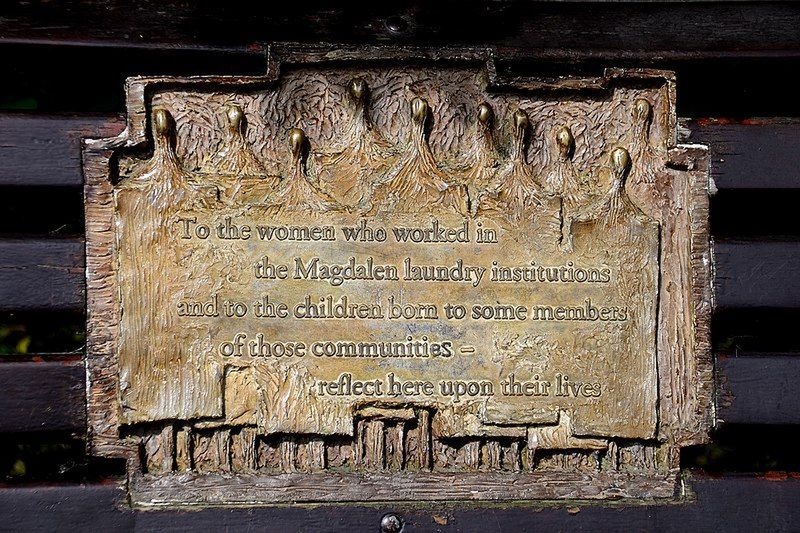 To the women who worked in
the Magdalen laundry institutions
and to the children born to some members
of those communities –
reflect here upon their lives